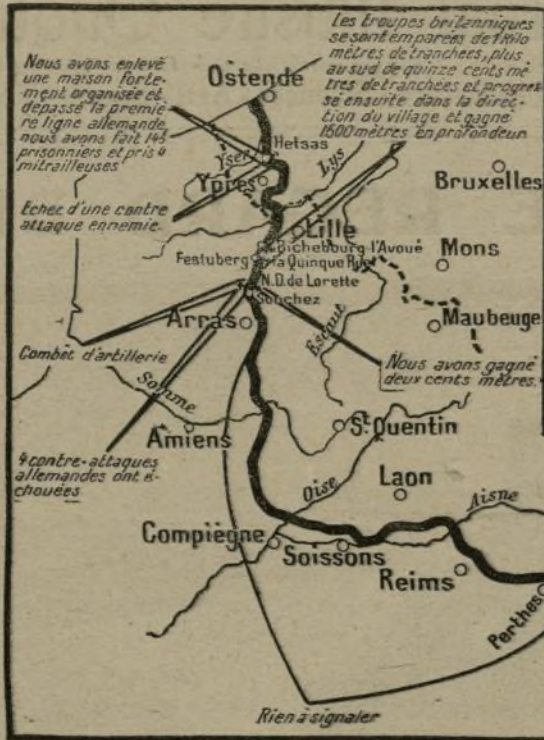 Nous avons enlevé
une maison forte-
ment organisée et
dépassé la premiè
re ligne allemande
nous avons fait 145
prisonniers et pris 4
mitrailleuses
Les troupes britanniques
se sont emparées de 1 kilo
mètres de tranchées, plus
au sud de quinze cents mè
tres de tranchées et progres
sé ensuite dans la direc-
tion du village et gagné
1600 mètres en profondeur
Ostende
Hetsas
Yser
Lys
Ypres
Bruxelles
Echec d'une contre
attaque ennemie.
Lille
Richebourg l'Avoué
Festuberg
la Quinque Rue
Mons
N.D. de Lorette
Souchez
Arras
Escaut
Maubeuge
Combat d'artillerie
Nous avons gagné
deux cents mètres.
Somme
Amiens
St Quentin
4 contre-attaques
allemandes ont é-
chouées
Oise
Laon
Aisne
Compiègne
Soissons
Reims
Perthes
Rien à signaler